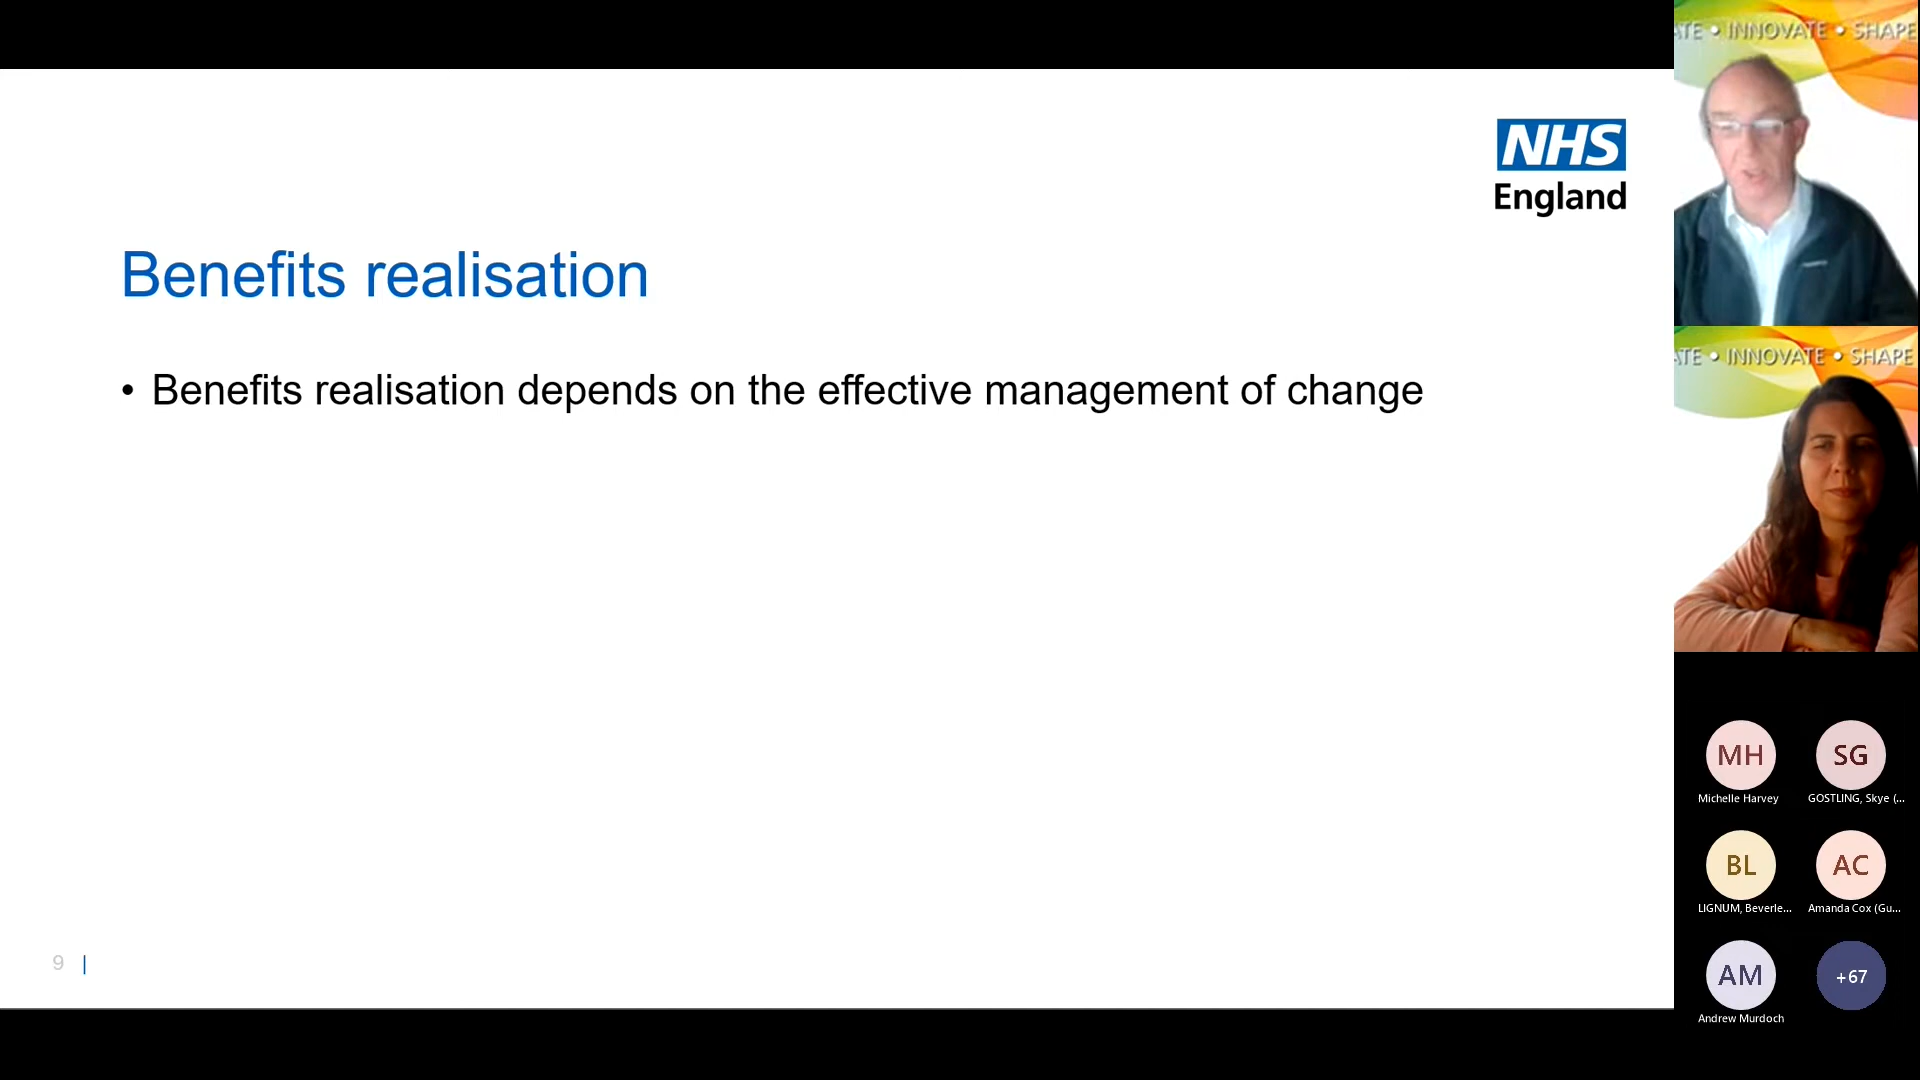 NHS
England
Benefits realisation
• Benefits realisation depends on the effective management of change
9 |
ATE • INNOVATE • SHAPE
ATE • INNOVATE • SHAPE
MH
Michelle Harvey
SG
GOSTLING, Skye (...
BL
LIGNUM, Beverle...
AC
Amanda Cox (Gu...
AM
Andrew Murdoch
+67